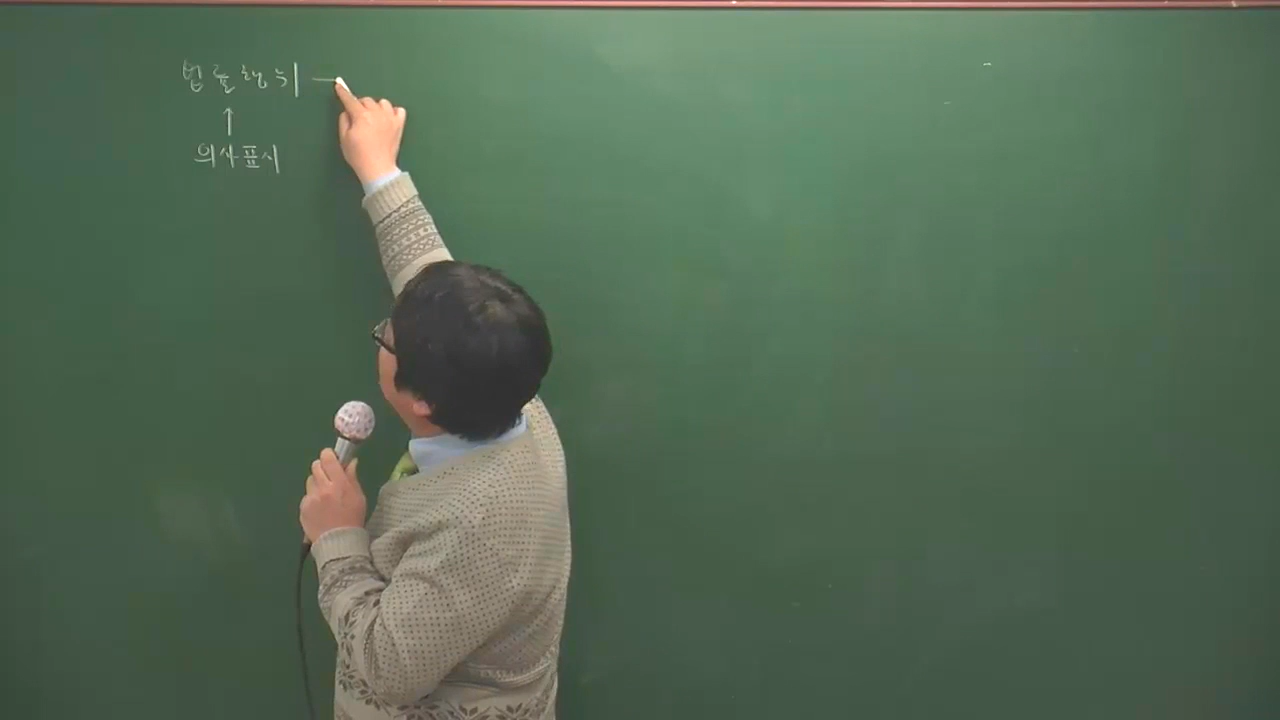 법률행위 —
↑
의사표시